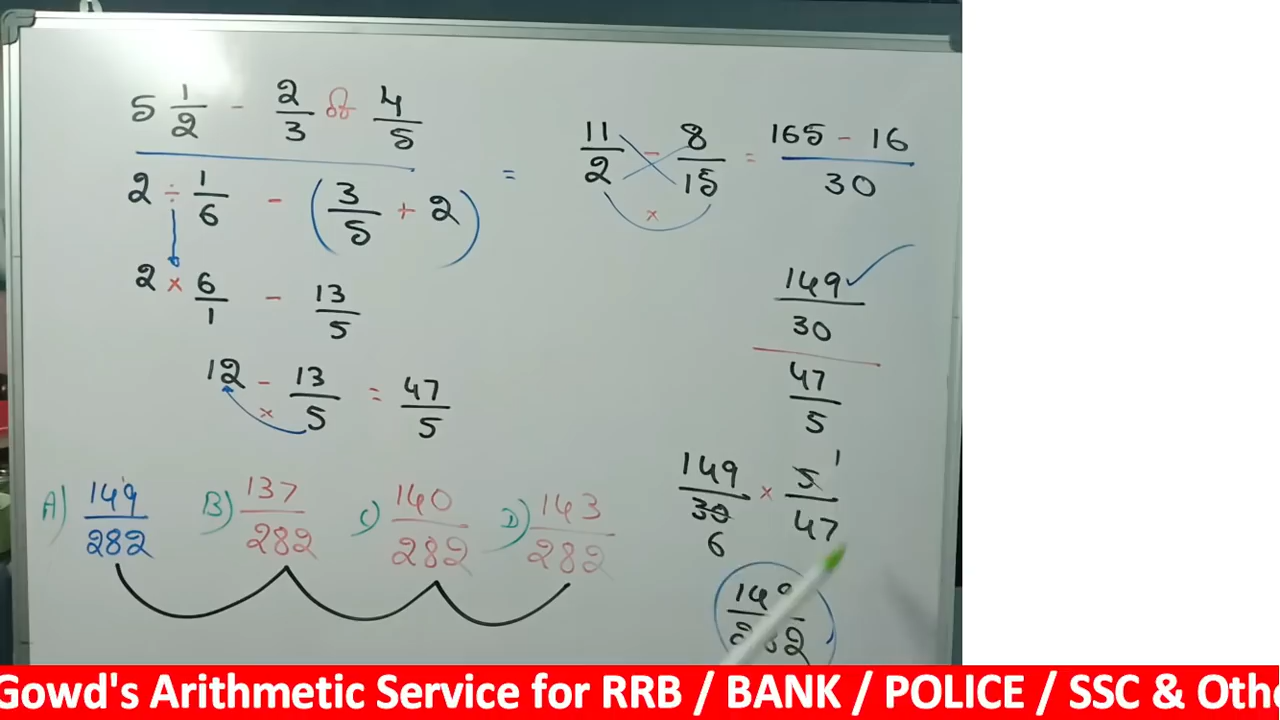 5 1/2 - 2/3 of 4/5
2 ÷ 1/6 - (3/5 + 2)
=
11/2 - 8/15 = 165 - 16/30
2 × 6/1 - 13/5
12 - 13/5 = 47/5
×
×
149/30
47/5
149/30 × 5/47
6
1
A) 149/282 B) 137/282 C) 140/282 D) 143/282
Gowd's Arithmetic Service for RRB / BANK / POLICE / SSC & Oth